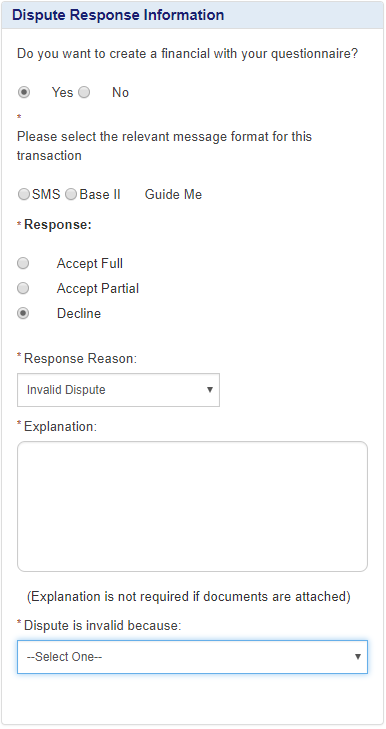 Dispute Response Information
Do you want to create a financial with your questionnaire?
Yes No
*
Please select the relevant message format for this
transaction
SMS Base II Guide Me
* Response:
Accept Full
Accept Partial
Decline
* Response Reason:
Invalid Dispute
* Explanation:
(Explanation is not required if documents are attached)
* Dispute is invalid because:
--Select One--